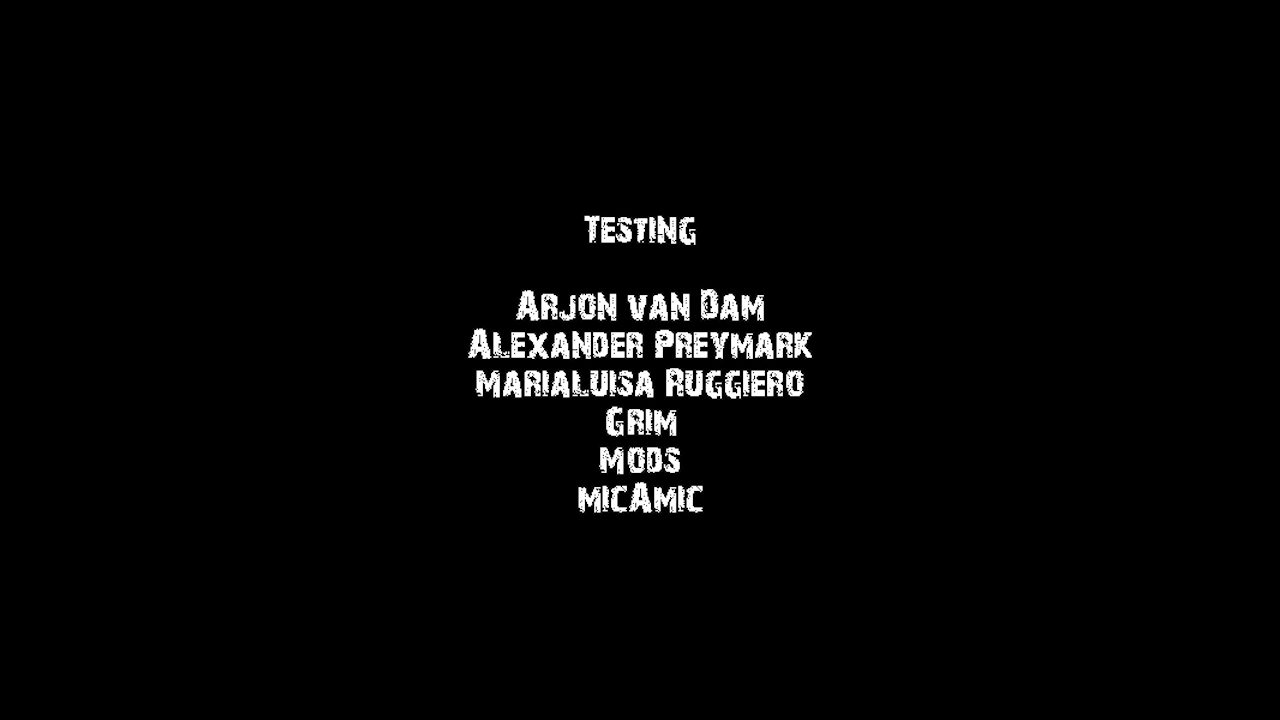 Testing
Arjon van Dam
Alexander Preymark
marialuisa Ruggiero
Grim
Mods
micAmic